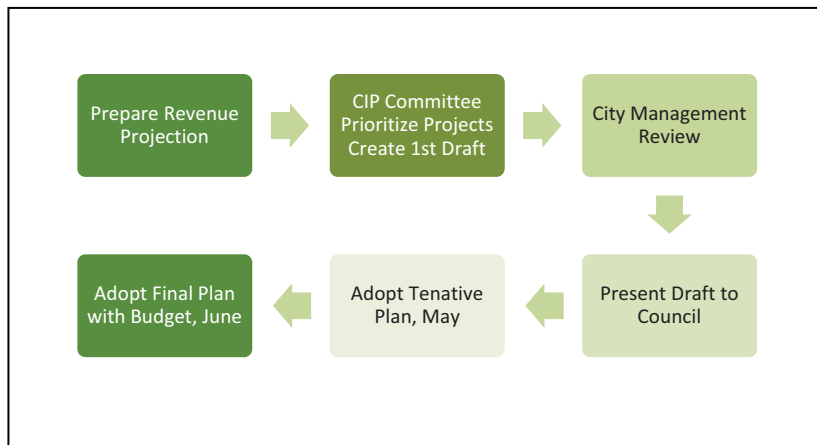 Prepare Revenue
Projection
CIP Committee
Prioritize Projects
Create 1st Draft
City Management
Review
Present Draft to
Council
Adopt Tenative
Plan, May
Adopt Final Plan
with Budget, June